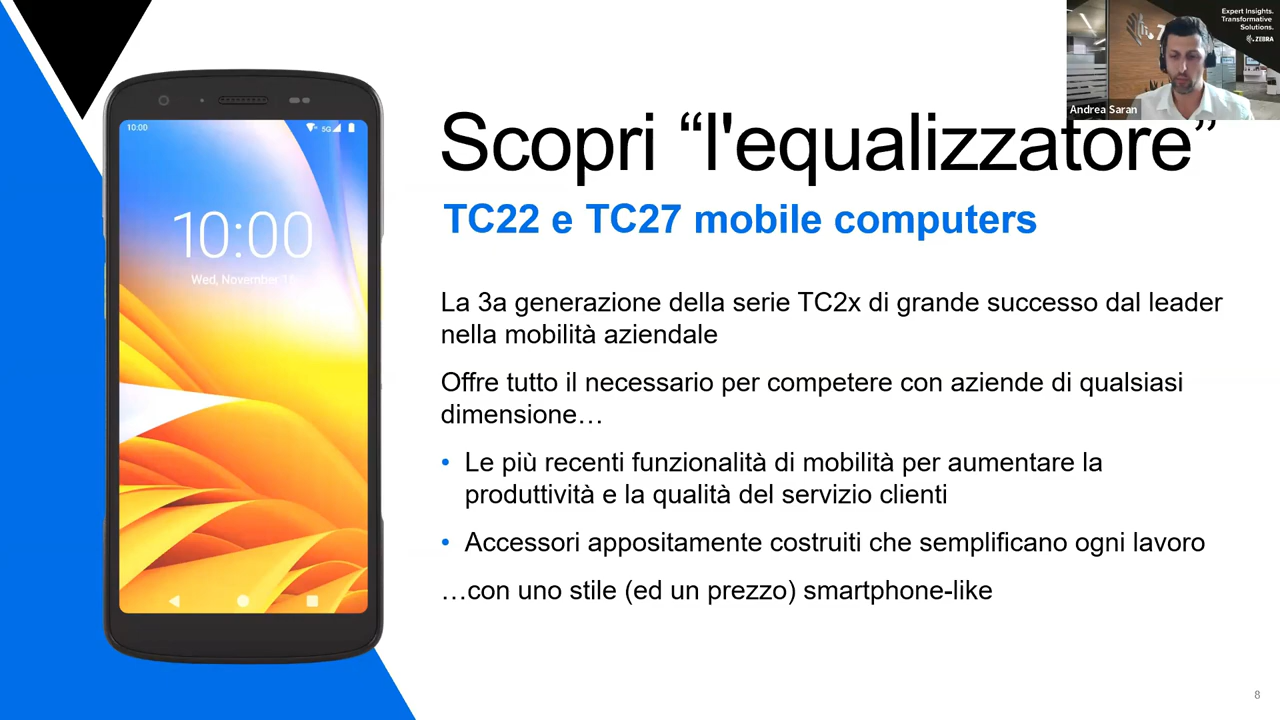 Expert Insights.
Transformative
Solutions.
ZEBRA
Andrea Saran
10:00
5G
10:00
Wed, November
Scopri “l'equalizzatore”
TC22 e TC27 mobile computers
La 3a generazione della serie TC2x di grande successo dal leader
nella mobilità aziendale
Offre tutto il necessario per competere con aziende di qualsiasi
dimensione…
• Le più recenti funzionalità di mobilità per aumentare la
produttività e la qualità del servizio clienti
• Accessori appositamente costruiti che semplificano ogni lavoro
…con uno stile (ed un prezzo) smartphone-like
8